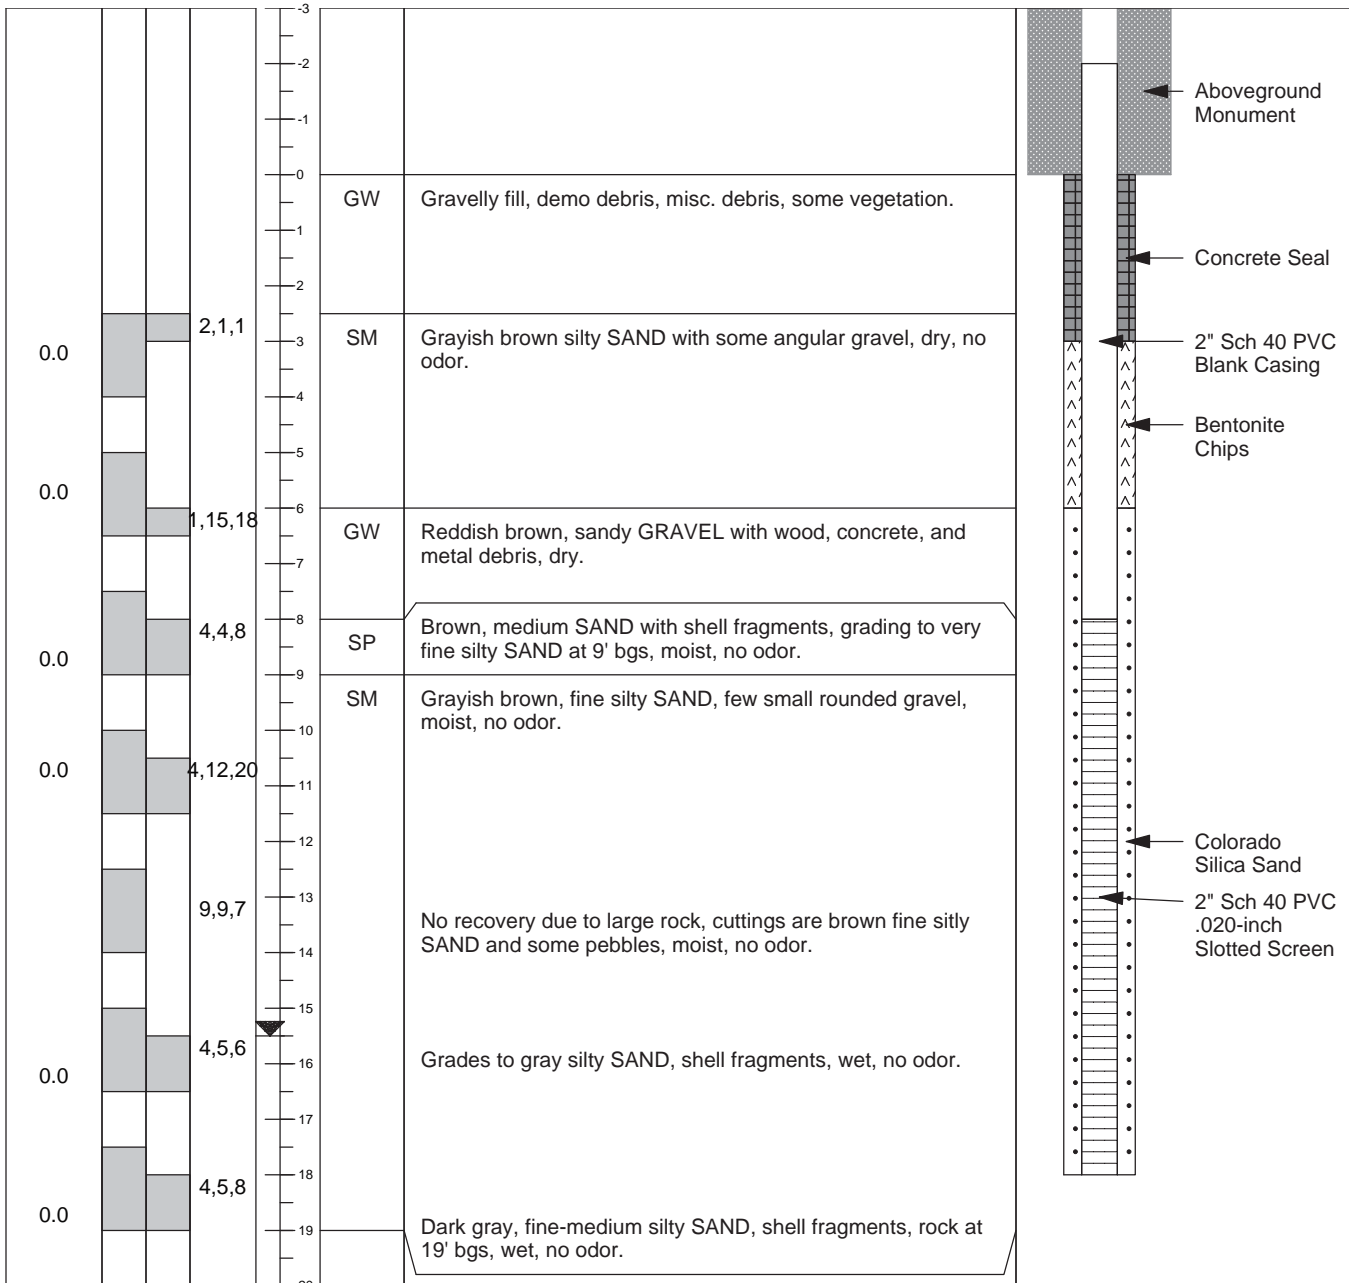 -3
-2
Aboveground
Monument
-1
0
GW
Gravelly fill, demo debris, misc. debris, some vegetation.
1
Concrete Seal
2
2,1,1
SM
Grayish brown silty SAND with some angular gravel, dry, no
odor.
0.0
3
2" Sch 40 PVC
Blank Casing
4
Bentonite
Chips
5
0.0
6
1,15,18
GW
Reddish brown, sandy GRAVEL with wood, concrete, and
metal debris, dry.
7
8
4,4,8
SP
Brown, medium SAND with shell fragments, grading to very
fine silty SAND at 9' bgs, moist, no odor.
0.0
9
SM
Grayish brown, fine silty SAND, few small rounded gravel,
moist, no odor.
10
0.0
4,12,20
11
12
Colorado
Silica Sand
13
9,9,7
No recovery due to large rock, cuttings are brown fine sitly
SAND and some pebbles, moist, no odor.
2" Sch 40 PVC
.020-inch
Slotted Screen
14
15
4,5,6
16
Grades to gray silty SAND, shell fragments, wet, no odor.
0.0
17
18
4,5,8
0.0
19
Dark gray, fine-medium silty SAND, shell fragments, rock at
19' bgs, wet, no odor.